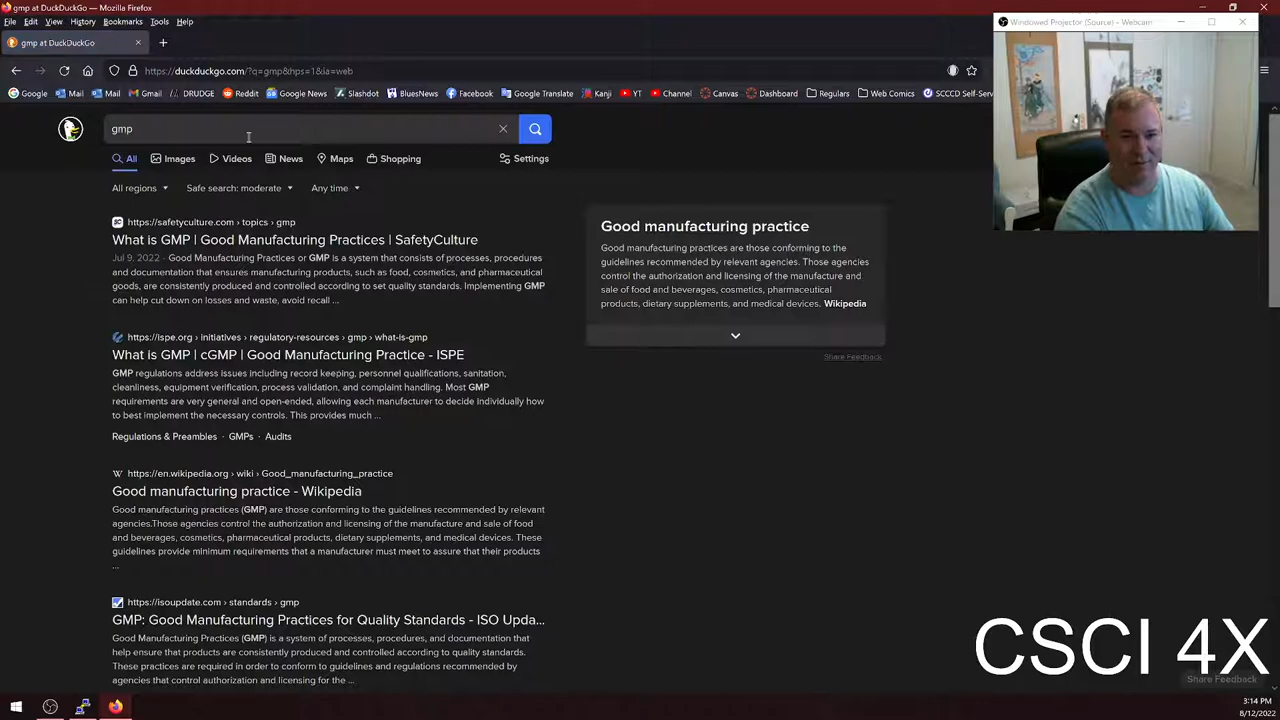 gmp at DuckDuckGo — Mozilla Firefox
File Edit View History Bookmarks Tools Help
gmp at DuckDuckGo
Windowed Projector (Source) - Webcam
https://duckduckgo.com/?q=gmp&hps=1&ia=web
Google Mail Mail Gmail DRUDGE Reddit Google News Slashdot BluesNews Facebook Google Translate Kanji YT Channel Canvas Dashboard Regulars Web Comics SCCCD Self Servic
gmp
All Images Videos News Maps Shopping Settings
All regions Safe search: moderate Any time
https://safetyculture.com › topics › gmp
What is GMP | Good Manufacturing Practices | SafetyCulture
Jul 9, 2022 · Good Manufacturing Practices or GMP is a system that consists of processes, procedures
and documentation that ensures manufacturing products, such as food, cosmetics, and pharmaceutical
goods, are consistently produced and controlled according to set quality standards. Implementing GMP
can help cut down on losses and waste, avoid recall ...
https://ispe.org › initiatives › regulatory-resources › gmp › what-is-gmp
What is GMP | cGMP | Good Manufacturing Practice - ISPE
GMP regulations address issues including record keeping, personnel qualifications, sanitation,
cleanliness, equipment verification, process validation, and complaint handling. Most GMP
requirements are very general and open-ended, allowing each manufacturer to decide individually how
to best implement the necessary controls. This provides much ...
Regulations & Preambles · GMPs · Audits
https://en.wikipedia.org › wiki › Good_manufacturing_practice
Good manufacturing practice - Wikipedia
Good manufacturing practices (GMP) are those conforming to the guidelines recommended by relevant
agencies.Those agencies control the authorization and licensing of the manufacture and sale of food
and beverages, cosmetics, pharmaceutical products, dietary supplements, and medical devices. These
guidelines provide minimum requirements that a manufacturer must meet to assure that their products
...
https://isoupdate.com › standards › gmp
GMP: Good Manufacturing Practices for Quality Standards - ISO Upda...
Good Manufacturing Practices (GMP) is a system of processes, procedures, and documentation that
help ensure that products are consistently produced and controlled according to quality standards.
These practices are required in order to conform to guidelines and regulations recommended by
agencies that control authorization and licensing for the ...
Good manufacturing practice
Good manufacturing practices are those conforming to the
guidelines recommended by relevant agencies. Those agencies
control the authorization and licensing of the manufacture and
sale of food and beverages, cosmetics, pharmaceutical
products, dietary supplements, and medical devices. Wikipedia
Share Feedback
CSCI 4X
Share Feedback
3:14 PM
8/12/2022